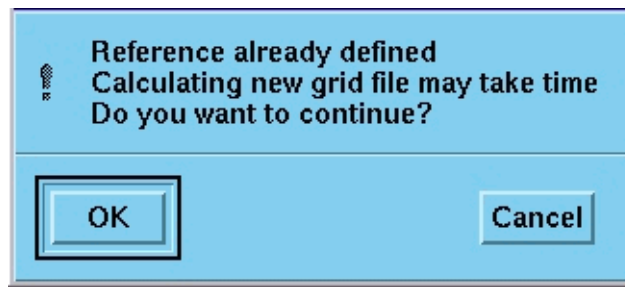 Reference already defined
Calculating new grid file may take time
Do you want to continue?
OK
Cancel